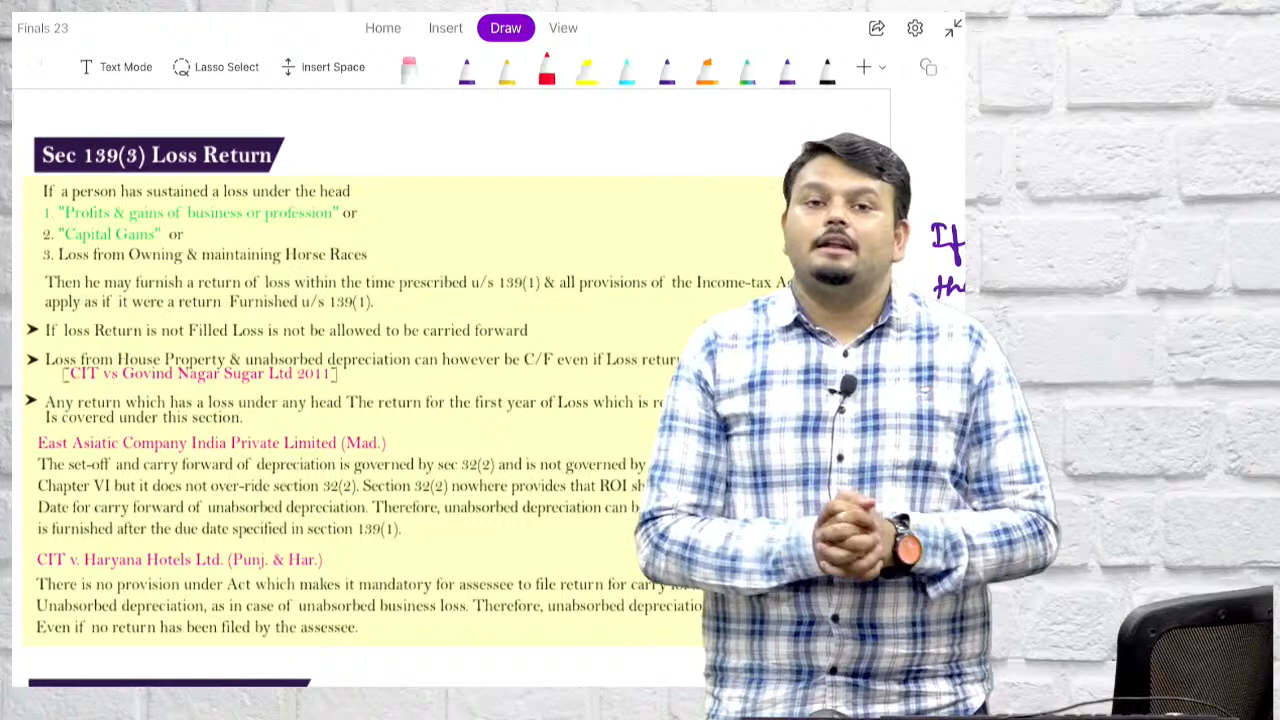 Finals 23
Home Insert Draw View
Text Mode Lasso Select Insert Space
Sec 139(3) Loss Return
If a person has sustained a loss under the head
1. "Profits & gains of business or profession" or
2. "Capital Gains" or
3. Loss from Owning & maintaining Horse Races
If
Then he may furnish a return of loss within the time prescribed u/s 139(1) & all provisions of the Income-tax
th
apply as if it were a return Furnished u/s 139(1).
➤ If loss Return is not Filled Loss is not be allowed to be carried forward
➤ Loss from House Property & unabsorbed depreciation can however be C/F even if Loss
[CIT vs Govind Nagar Sugar Ltd 2011]
➤ Any return which has a loss under any head The return for the first year of Loss which is
Is covered under this section.
East Asiatic Company India Private Limited (Mad.)
The set-off and carry forward of depreciation is governed by sec 32(2) and is not governed by
Chapter VI but it does not over-ride section 32(2). Section 32(2) nowhere provides that ROI
Date for carry forward of unabsorbed depreciation. Therefore, unabsorbed depreciation can
is furnished after the due date specified in section 139(1).
CIT v. Haryana Hotels Ltd. (Punj. & Har.)
There is no provision under Act which makes it mandatory for assessee to file return for carry
Unabsorbed depreciation, as in case of unabsorbed business loss. Therefore, unabsorbed
Even if no return has been filed by the assessee.